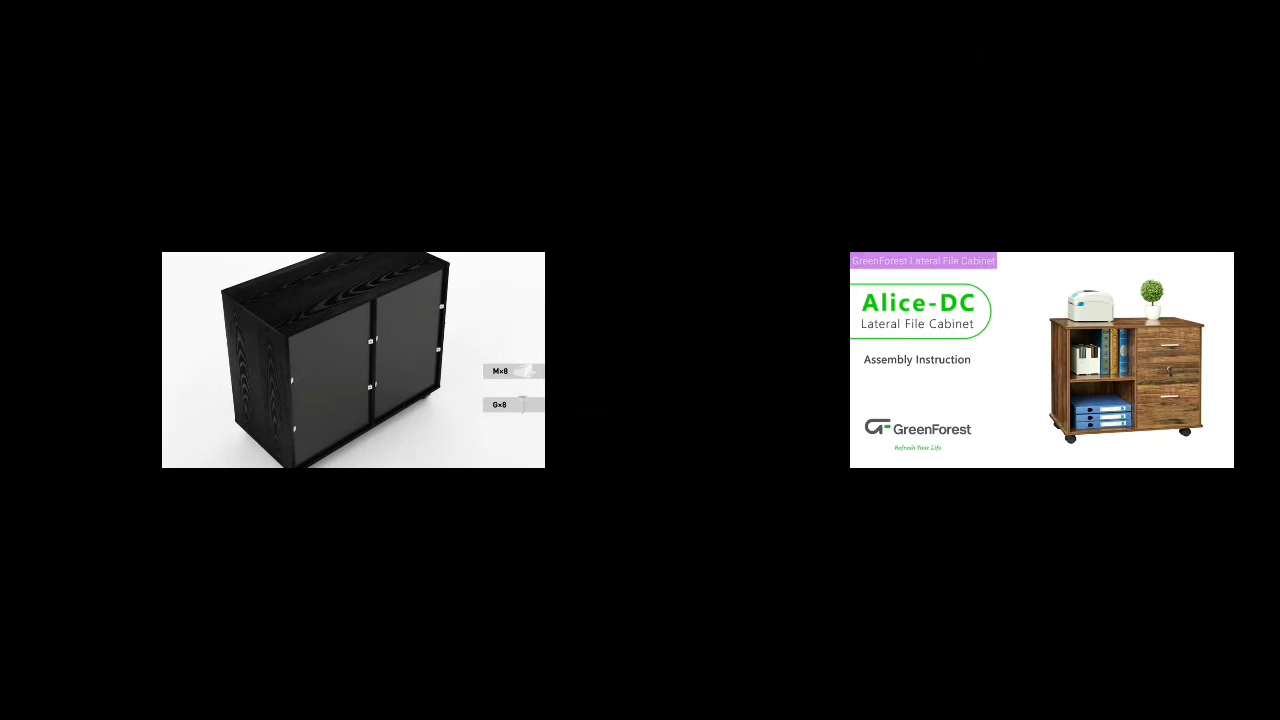 M×8
G×8
GreenForest Lateral File Cabinet
Alice-DC
Lateral File Cabinet
Assembly Instruction
GreenForest
Refresh Your Life